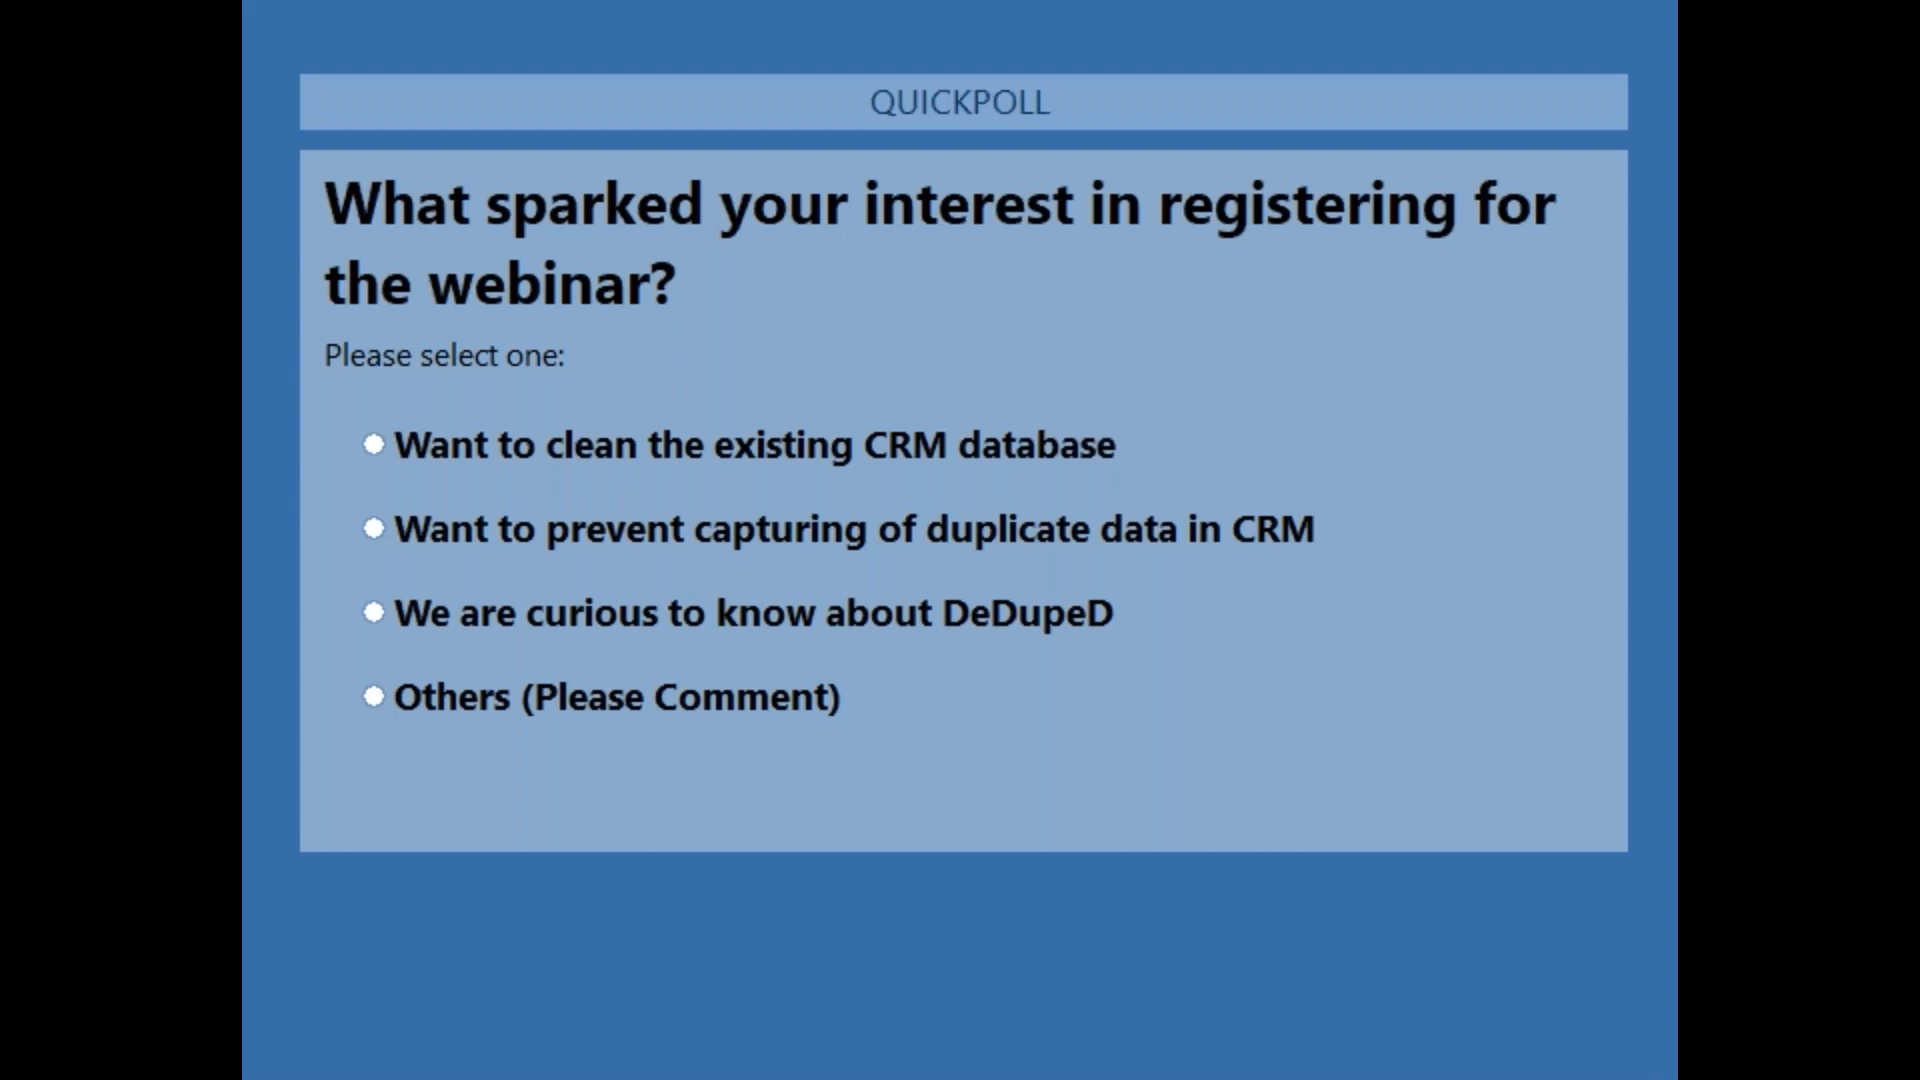 QUICKPOLL
What sparked your interest in registering for
the webinar?
Please select one:
Want to clean the existing CRM database
Want to prevent capturing of duplicate data in CRM
We are curious to know about DeDupeD
Others (Please Comment)